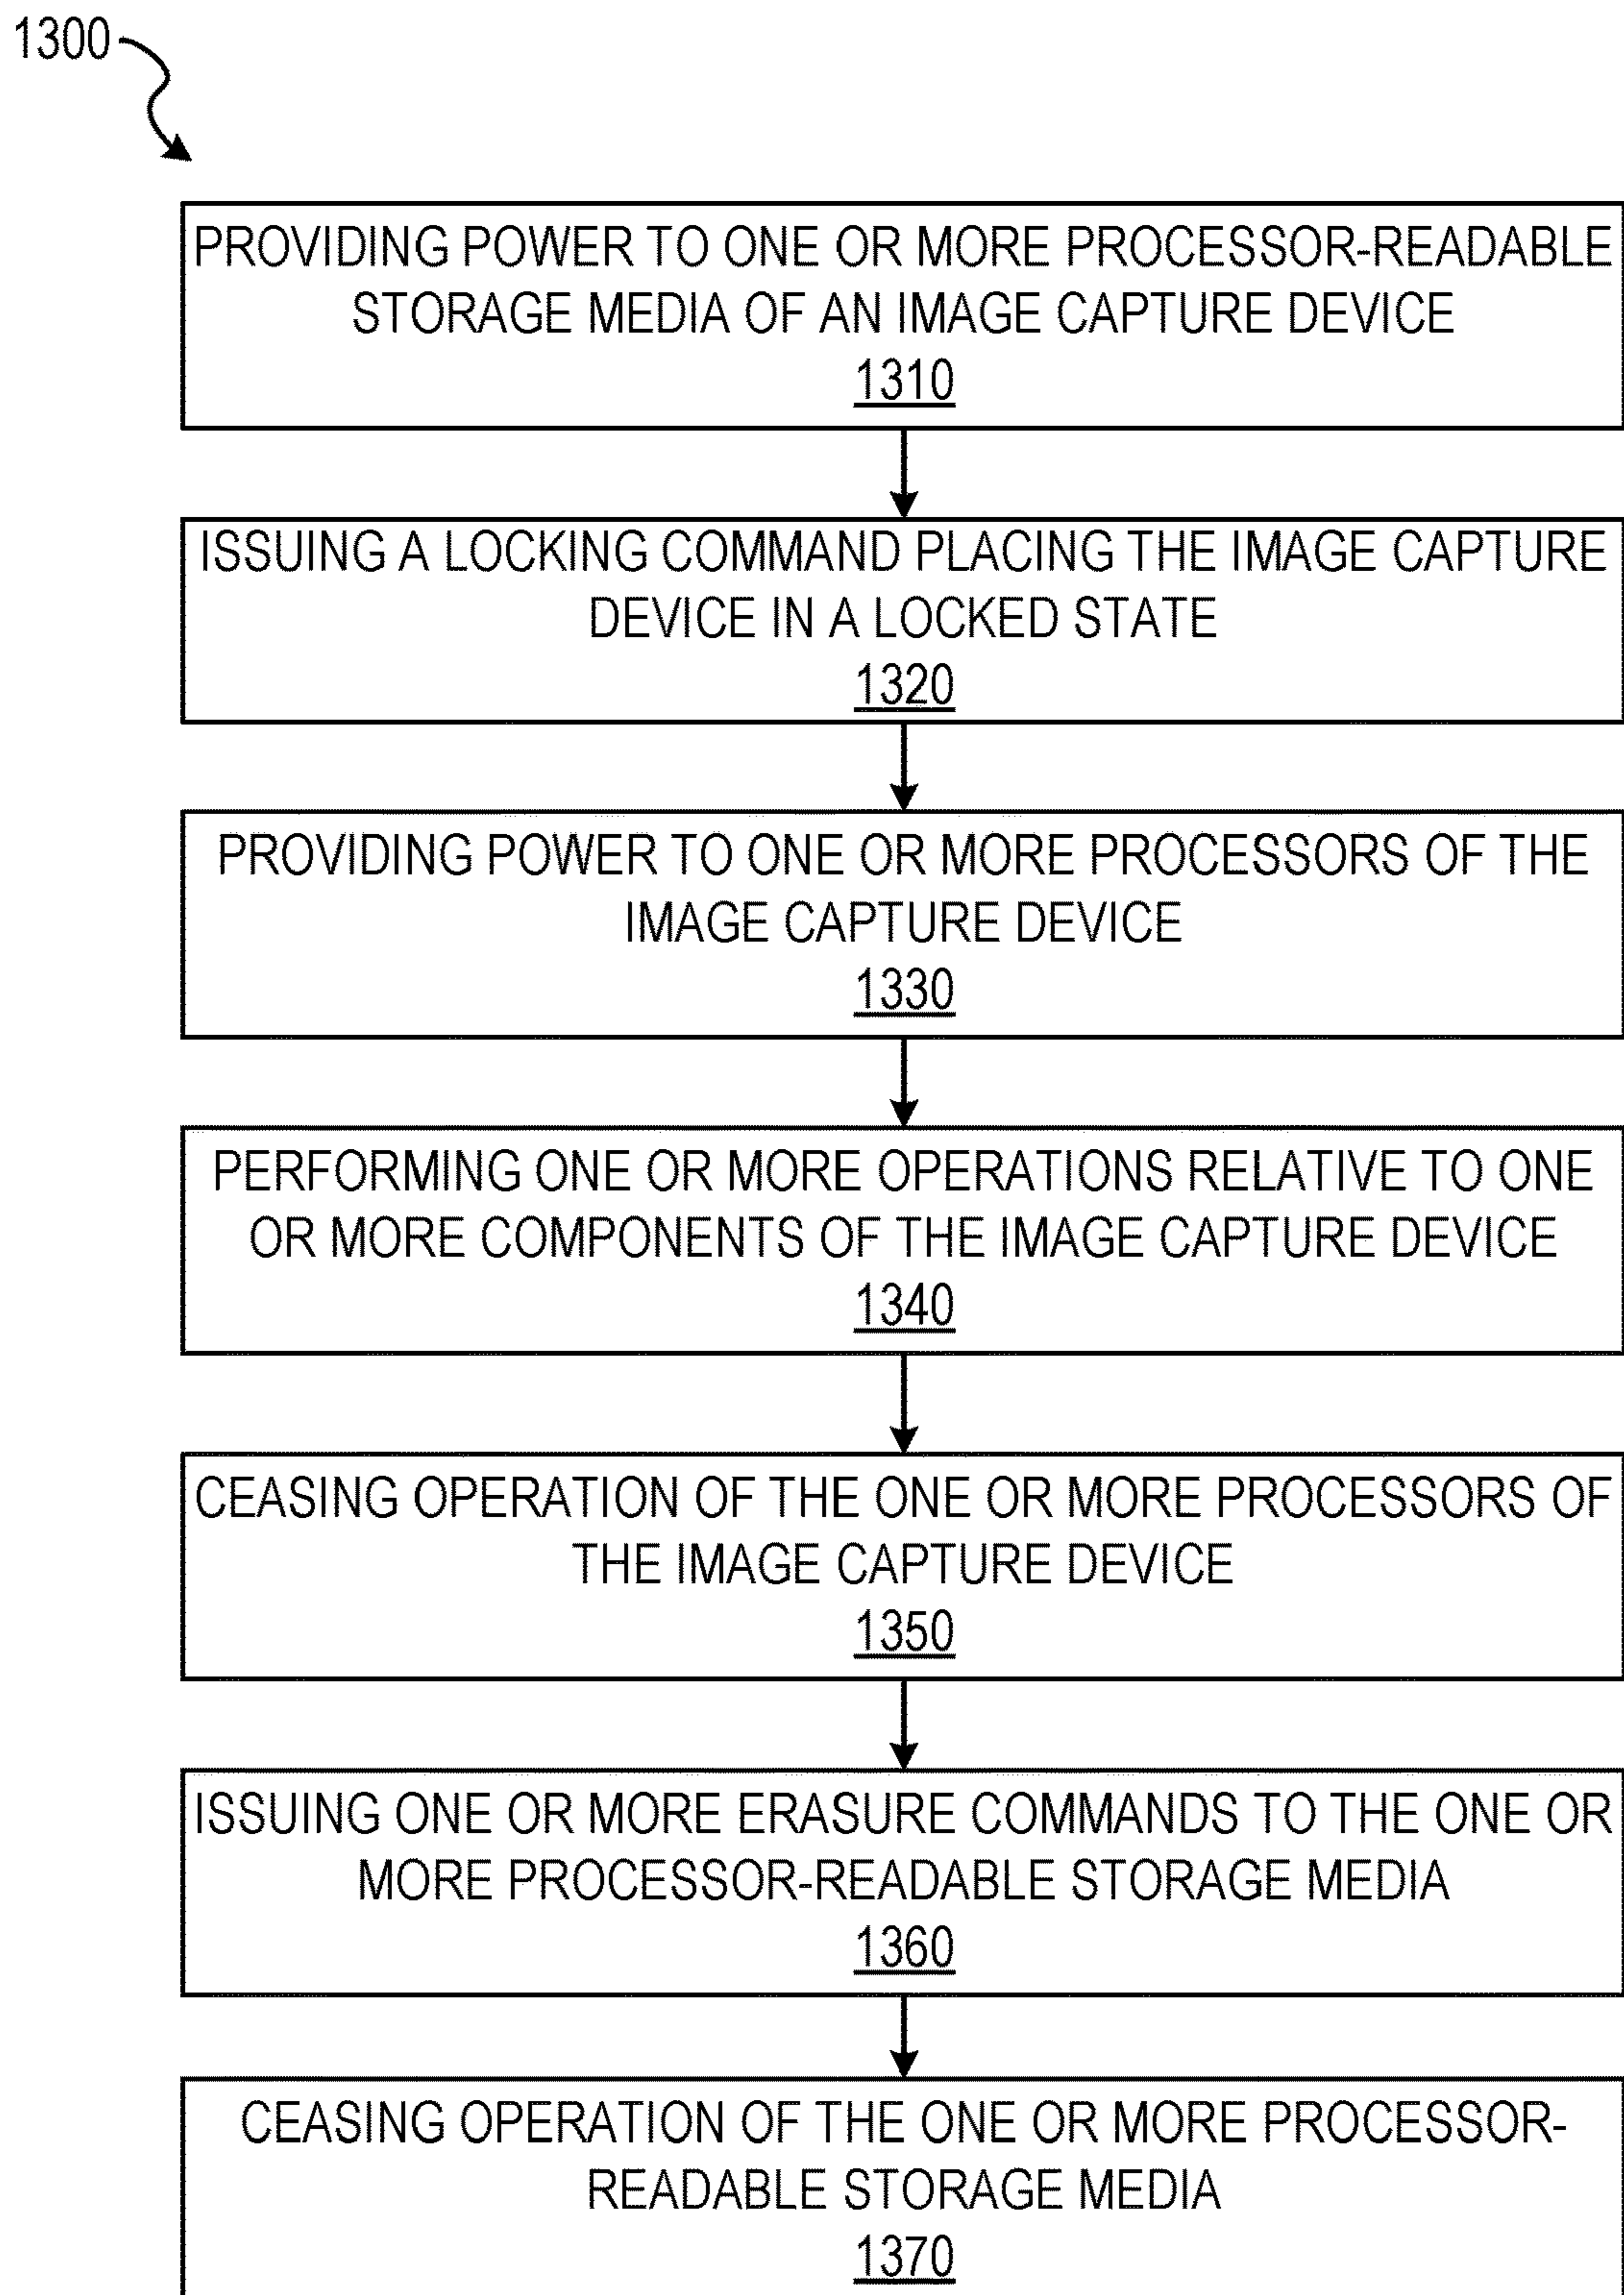 1300
PROVIDING POWER TO ONE OR MORE PROCESSOR-READABLE
STORAGE MEDIA OF AN IMAGE CAPTURE DEVICE
1310
ISSUING A LOCKING COMMAND PLACING THE IMAGE CAPTURE
DEVICE IN A LOCKED STATE
1320
PROVIDING POWER TO ONE OR MORE PROCESSORS OF THE
IMAGE CAPTURE DEVICE
1330
PERFORMING ONE OR MORE OPERATIONS RELATIVE TO ONE
OR MORE COMPONENTS OF THE IMAGE CAPTURE DEVICE
1340
CEASING OPERATION OF THE ONE OR MORE PROCESSORS OF
THE IMAGE CAPTURE DEVICE
1350
ISSUING ONE OR MORE ERASURE COMMANDS TO THE ONE OR
MORE PROCESSOR-READABLE STORAGE MEDIA
1360
CEASING OPERATION OF THE ONE OR MORE PROCESSOR-
READABLE STORAGE MEDIA
1370